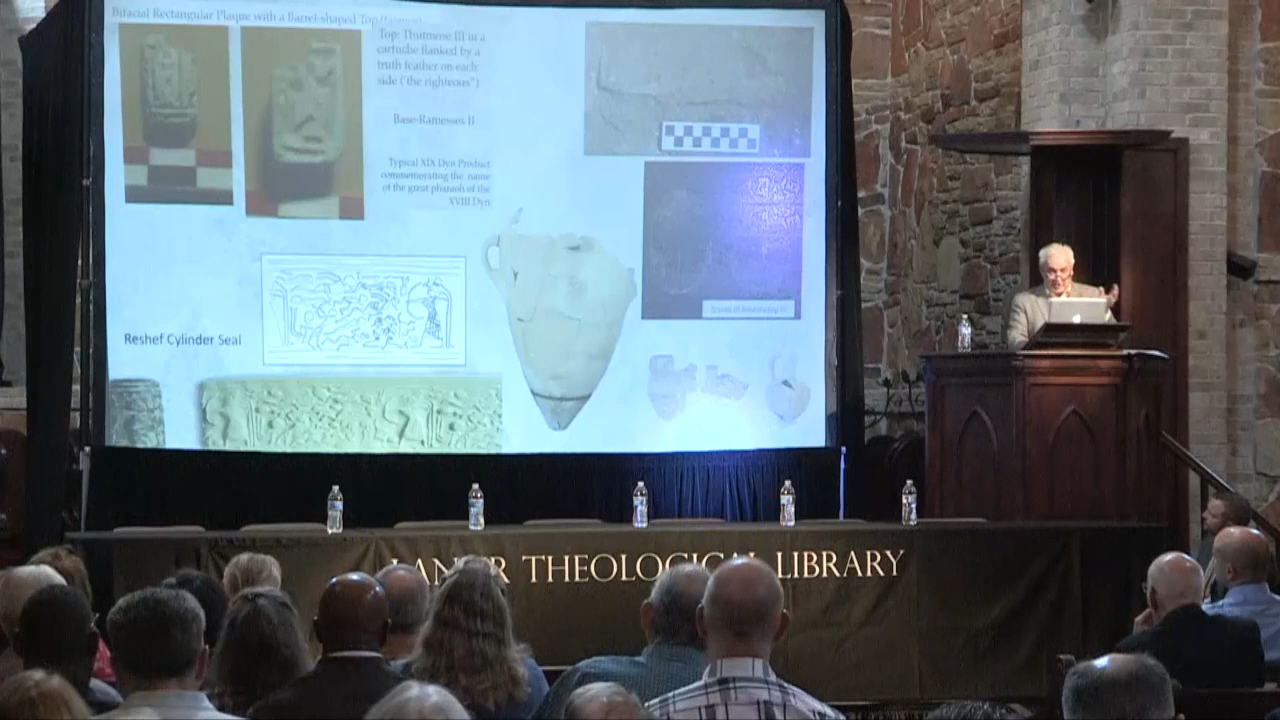 Bifacial Rectangular Plaque with a Barrel-shaped Top
Top: Thutmose III in a
cartuche flanked by a
truth feather on each
side ("the righteous")
Base-Ramesses II
Typical XIX Dyn Product
commemorating the name
of the great pharaoh of the
XVIII Dyn
Reshef Cylinder Seal
LANIER THEOLOGICAL LIBRARY